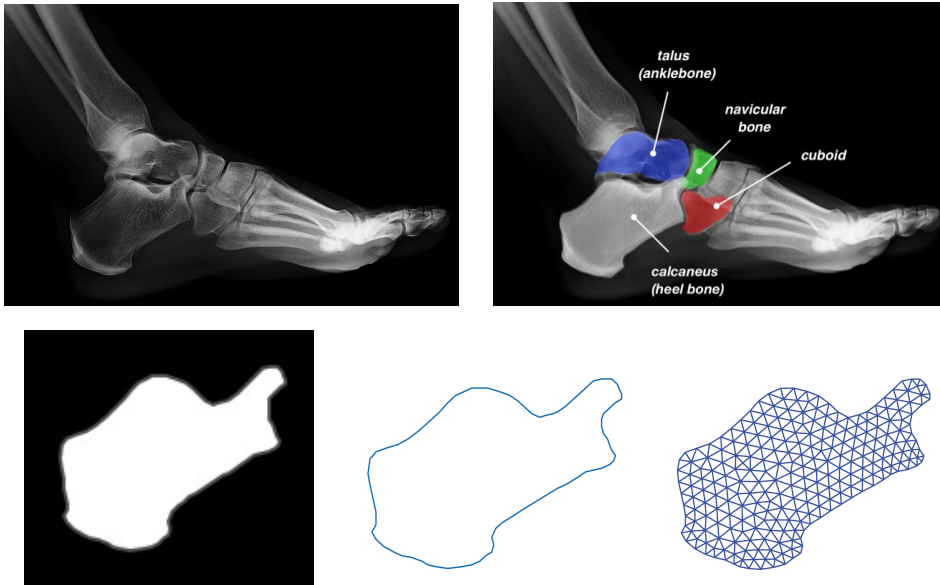 talus
(anklebone)
navicular
bone
cuboid
calcaneus
(heel bone)